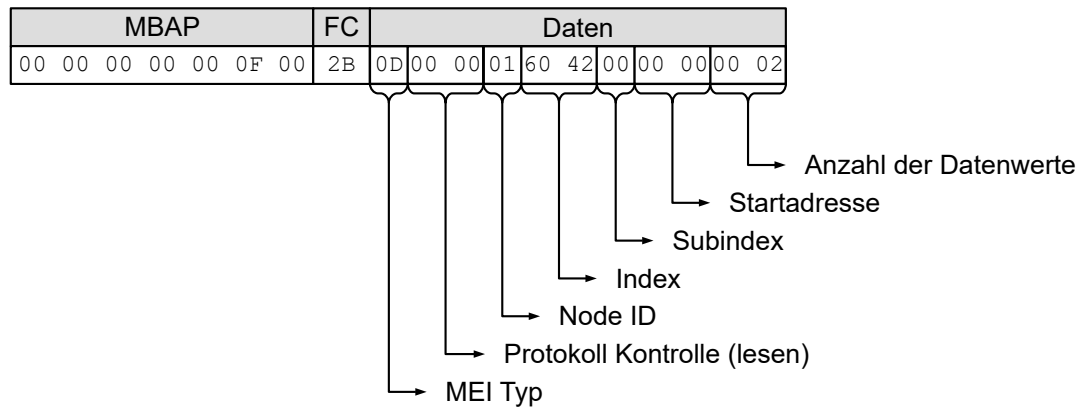 MBAP FC Daten
00 00 00 00 00 0F 00 2B 0D 00 00 01 60 42 00 00 00 00 02
Anzahl der Datenwerte
Startadresse
Subindex
Index
Node ID
Protokoll Kontrolle (lesen)
MEI Typ